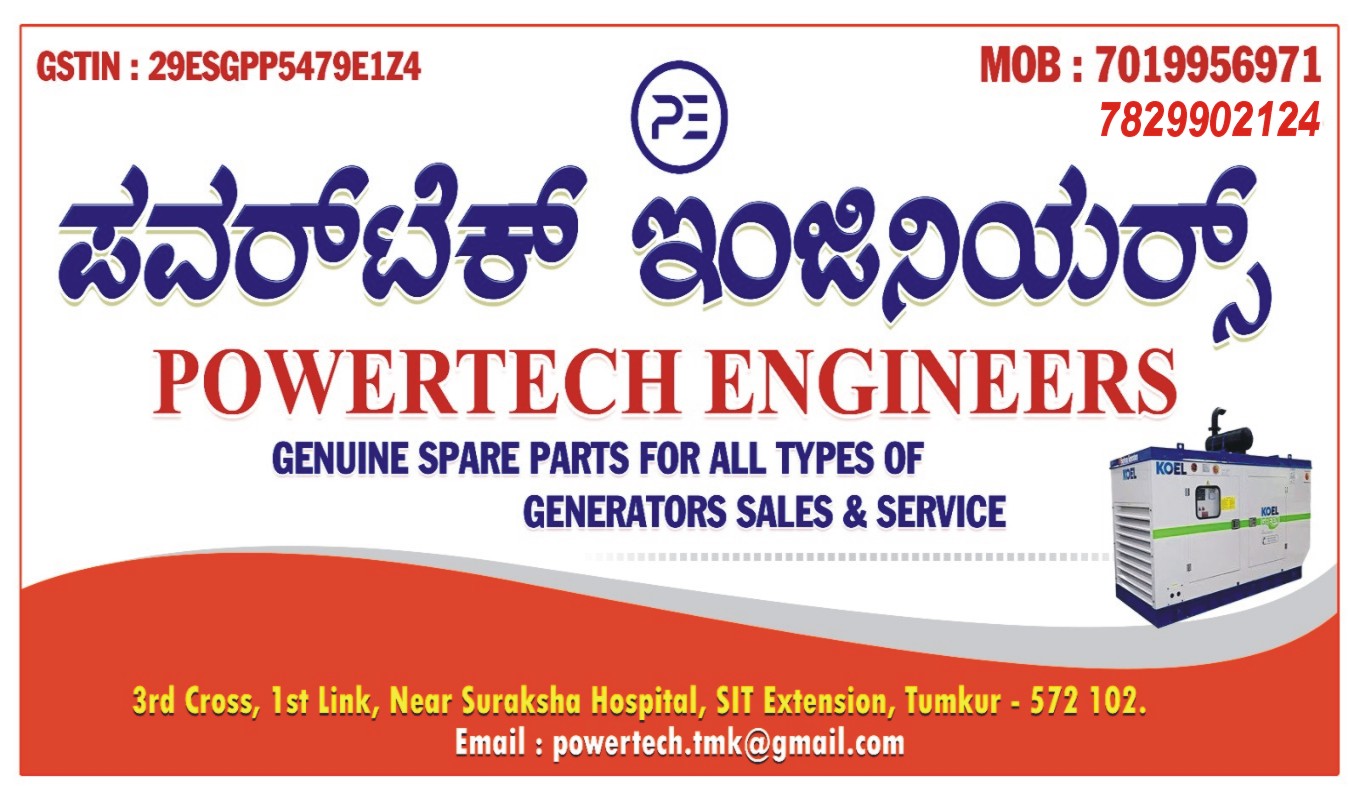 GSTIN : 29ESGPP5479E1Z4
MOB : 7019956971
7829902124
PE
ಪವರ್‌ಟೆಕ್ ಇಂಜಿನಿಯರ್ಸ್
POWERTECH ENGINEERS
GENUINE SPARE PARTS FOR ALL TYPES OF
GENERATORS SALES & SERVICE
KOEL
KOEL
KOEL
3rd Cross, 1st Link, Near Suraksha Hospital, SIT Extension, Tumkur - 572 102.
Email : powertech.tmk@gmail.com